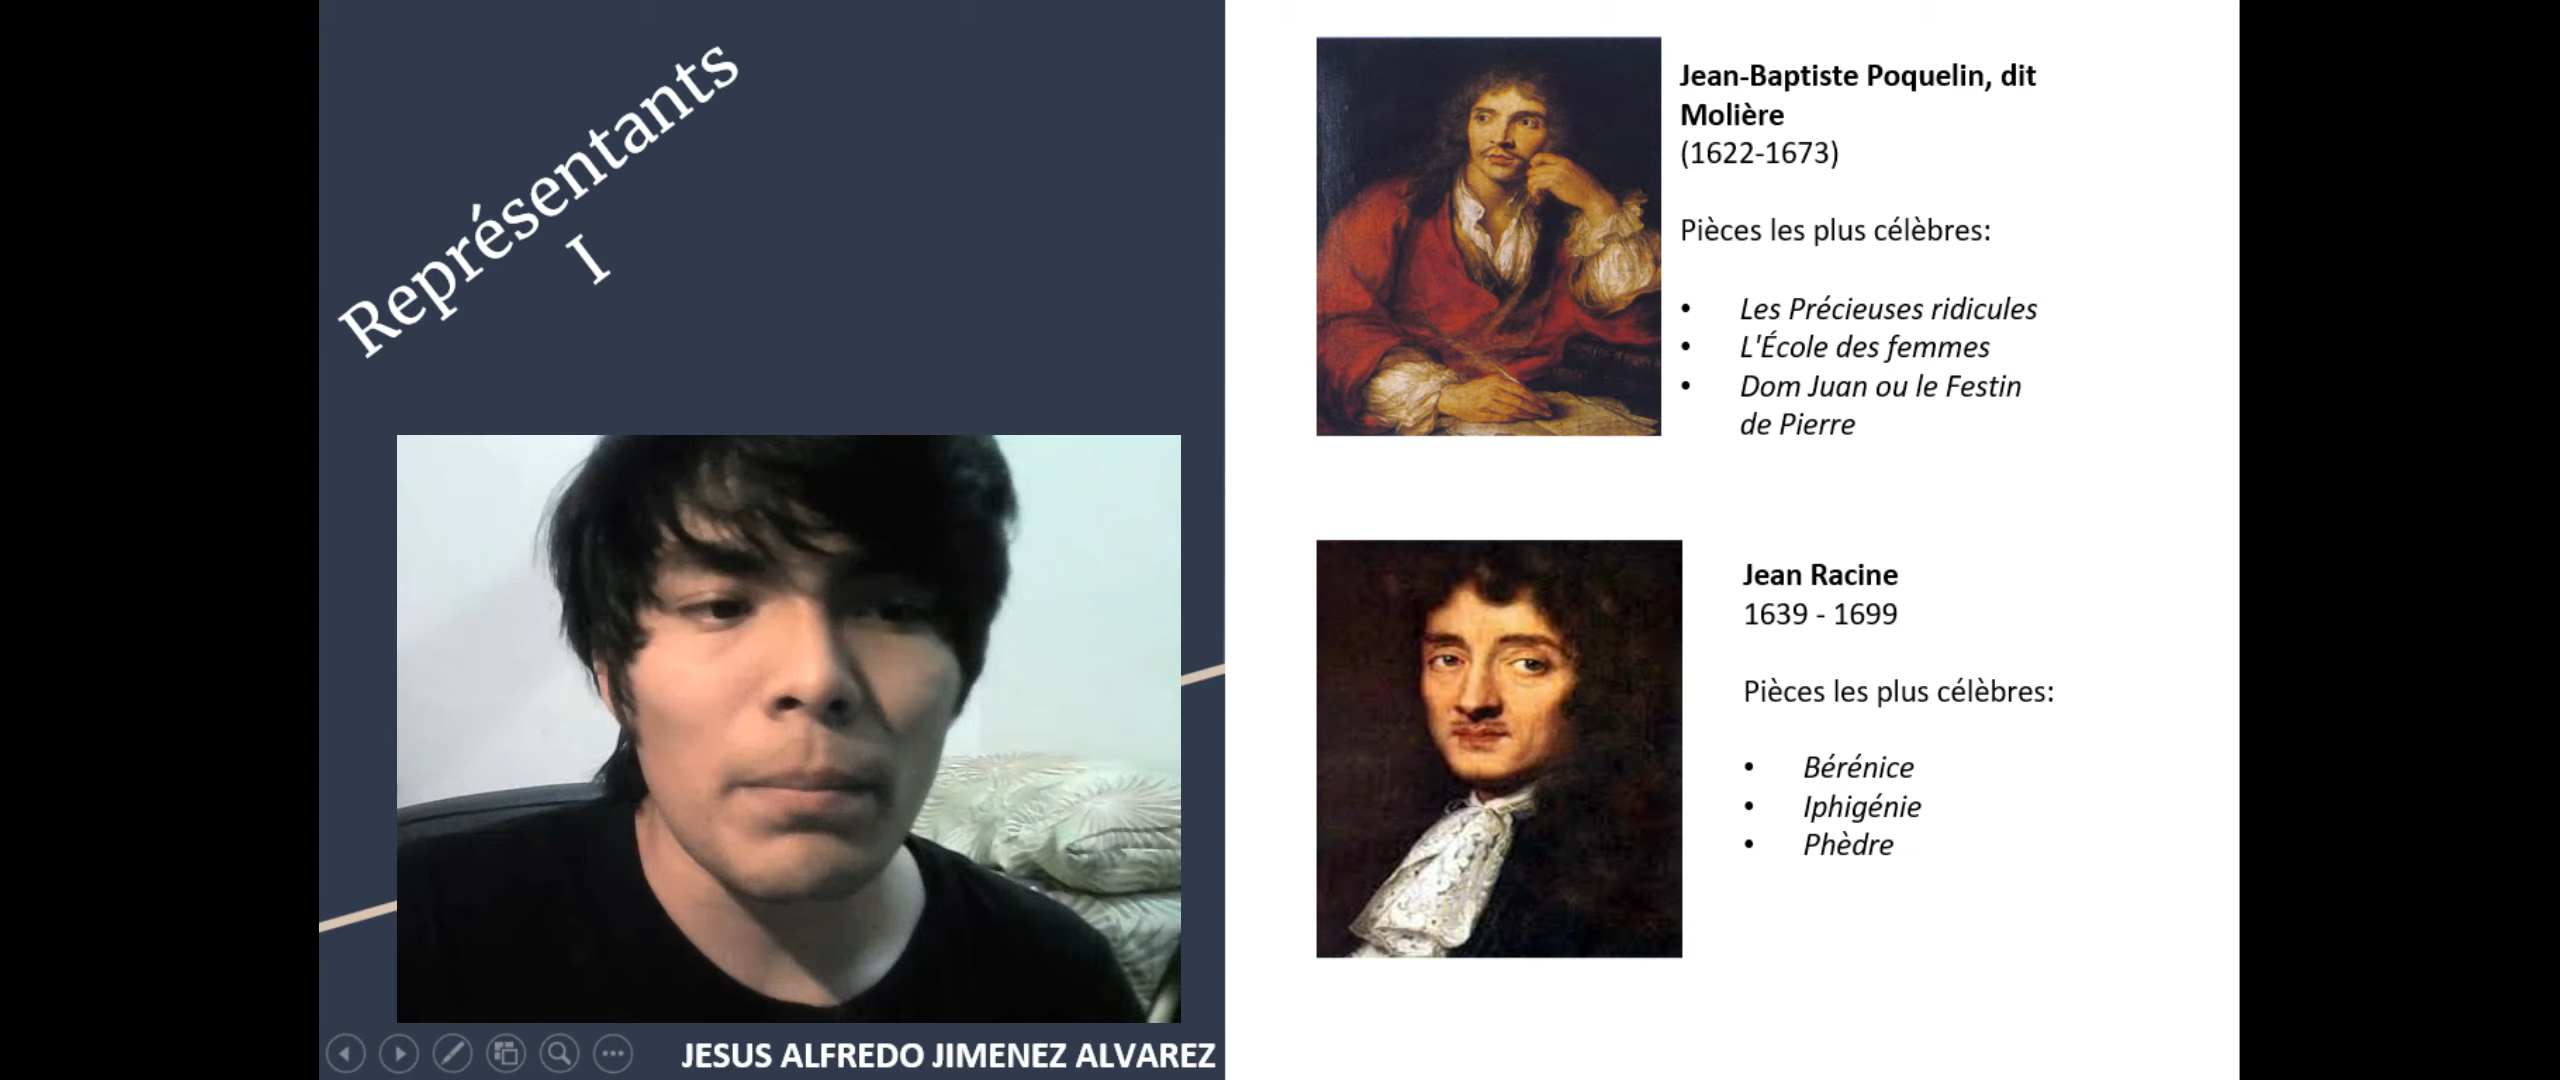 Représentants
I
JESUS ALFREDO JIMENEZ ALVAREZ
Jean-Baptiste Poquelin, dit
Molière
(1622-1673)
Pièces les plus célèbres:
• Les Précieuses ridicules
• L'École des femmes
• Dom Juan ou le Festin
de Pierre
Jean Racine
1639 - 1699
Pièces les plus célèbres:
• Bérénice
• Iphigénie
• Phèdre